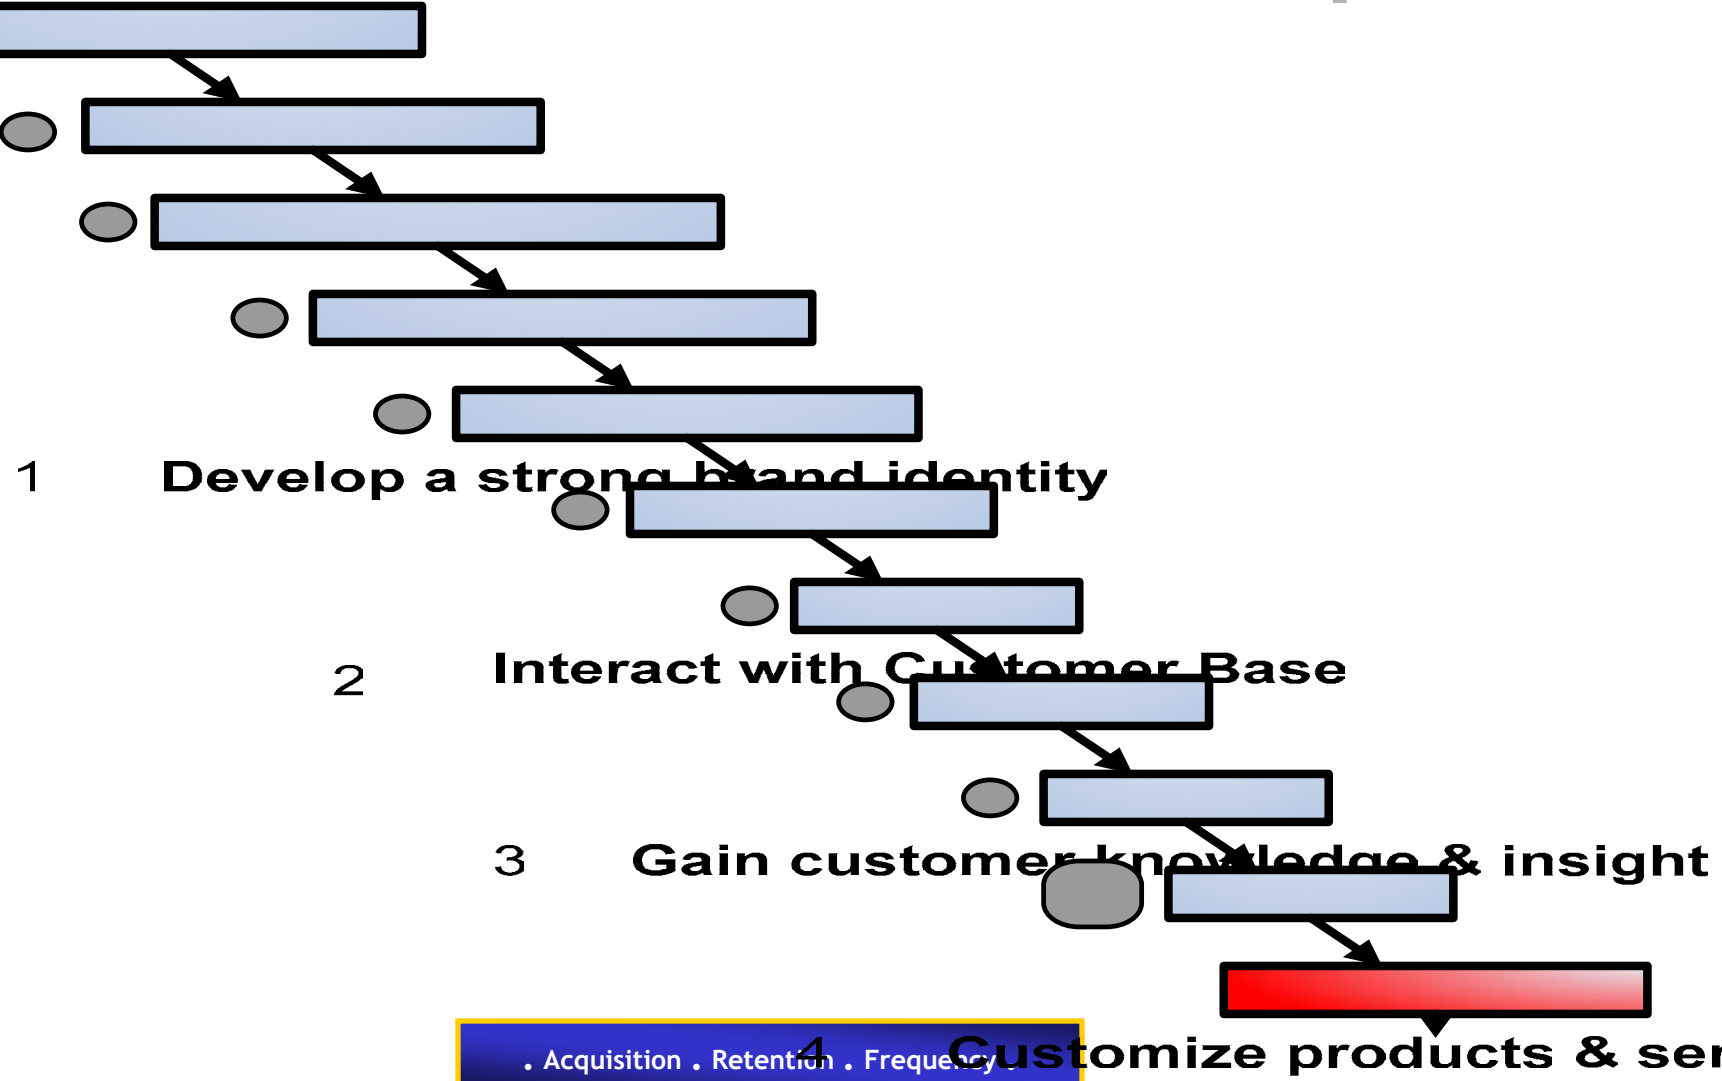 1 Develop a strong brand identity
2 Interact with Customer Base
3 Gain customer knowledge & insight
4 Customize products &
. Acquisition . Retention . Frequency .